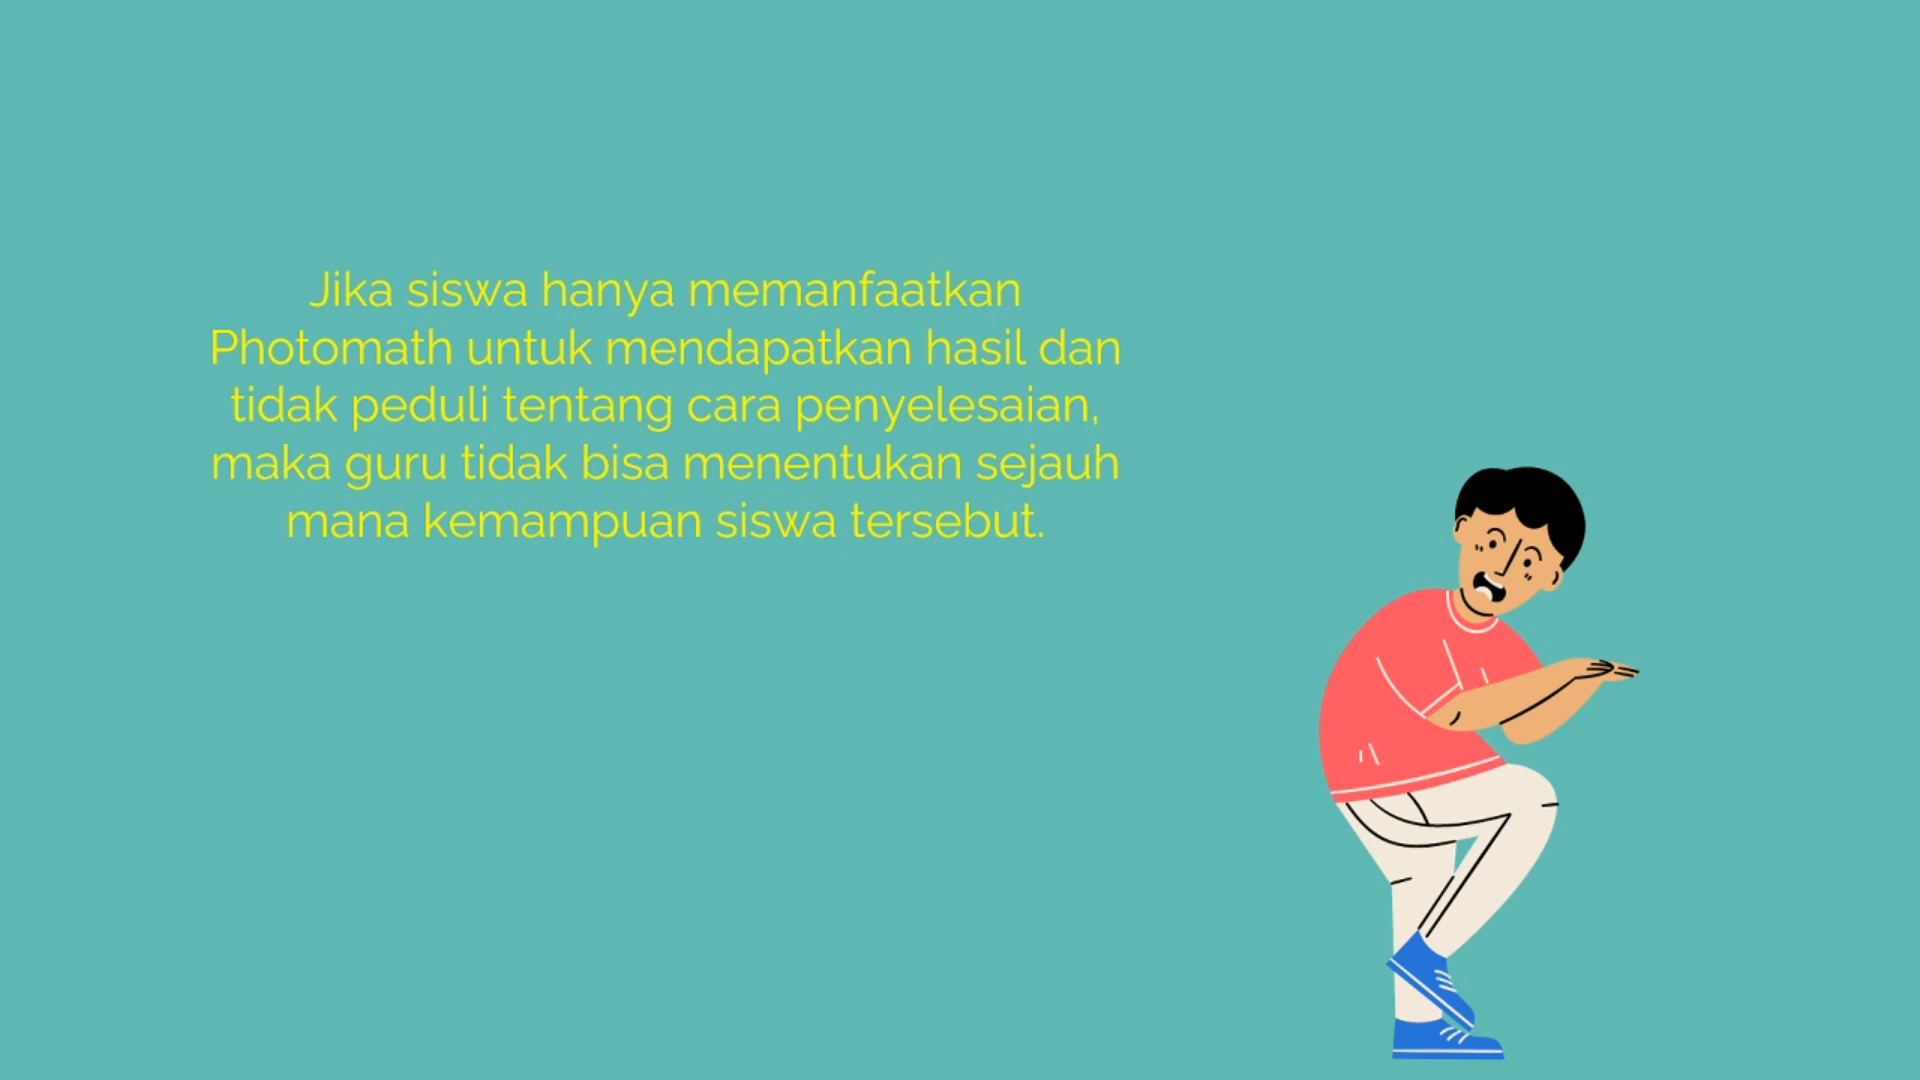 Jika siswa hanya memanfaatkan
Photomath untuk mendapatkan hasil dan
tidak peduli tentang cara penyelesaian,
maka guru tidak bisa menentukan sejauh
mana kemampuan siswa tersebut.